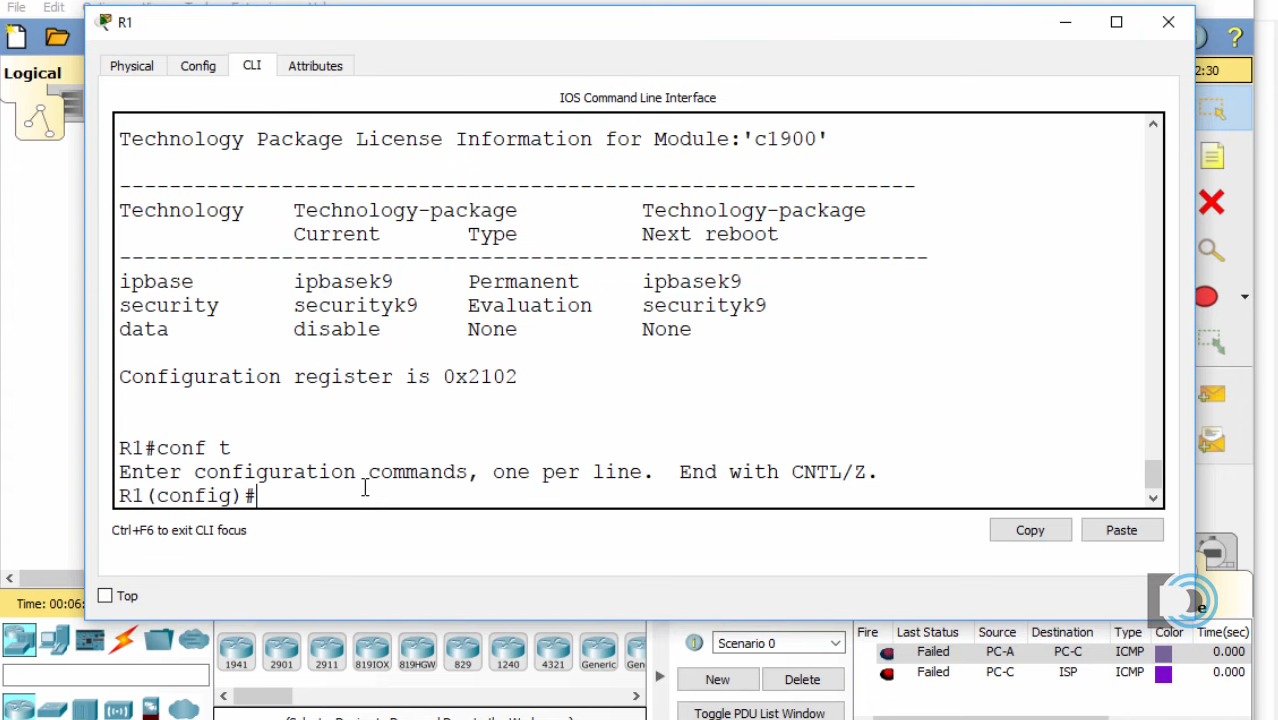 File Edit
R1
Logical
2:30
Physical Config CLI Attributes
IOS Command Line Interface
Technology Package License Information for Module:'c1900'
----------------------------------------------------------------
Technology Technology-package Technology-package
Current Type Next reboot
-----------------------------------------------------------------
ipbase ipbasek9 Permanent ipbasek9
security securityk9 Evaluation securityk9
data disable None None
Configuration register is 0x2102
R1#conf t
Enter configuration commands, one per line. End with CNTL/Z.
R1(config)#
Ctrl+F6 to exit CLI focus
Copy Paste
Top
Time: 00:06:
Scenario 0
Fire Last Status Source Destination Type Color Time(sec)
Failed PC-A PC-C ICMP 0.000
Failed PC-C ISP ICMP 0.000
1941 2901 2911 819IOX 819HGW 829 1240 4321 Generic Gen
New Delete
Toggle PDU List Window